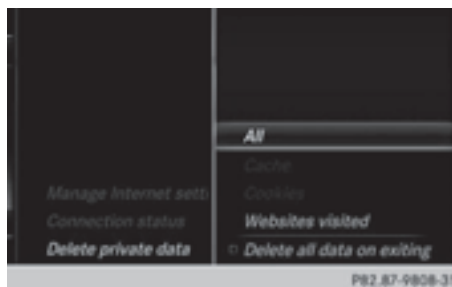 All
Cache
Cookies
Manage Internet setti
Websites visited
Connection status
Delete private data
Delete all data on exiting
P82.87-9808-31